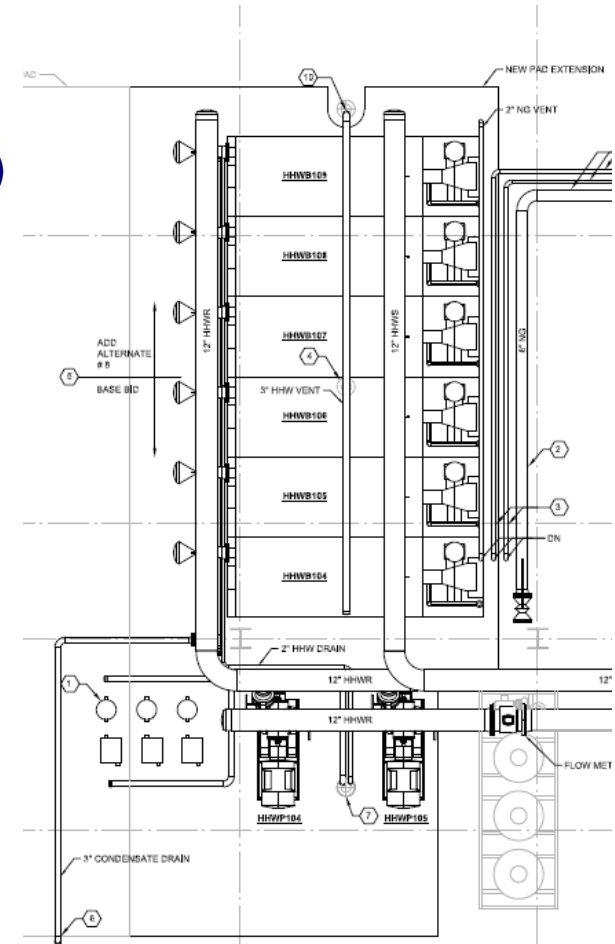 AD
10
NEW PAD EXTENSION
2" NG VENT
HHWB109
HHWB108
12" HHWR
HHWB107
12" HHWS
6" NG
ADD
ALTERNATE
# 8
5
BASE BID
4
3" HHW VENT
HHWB106
2
HHWB105
3
DN
HHWB104
2" HHW DRAIN
12" HHWR
12"
1
12" HHWR
FLOW MET
HHWP104
7
HHWP105
3" CONDENSATE DRAIN
6